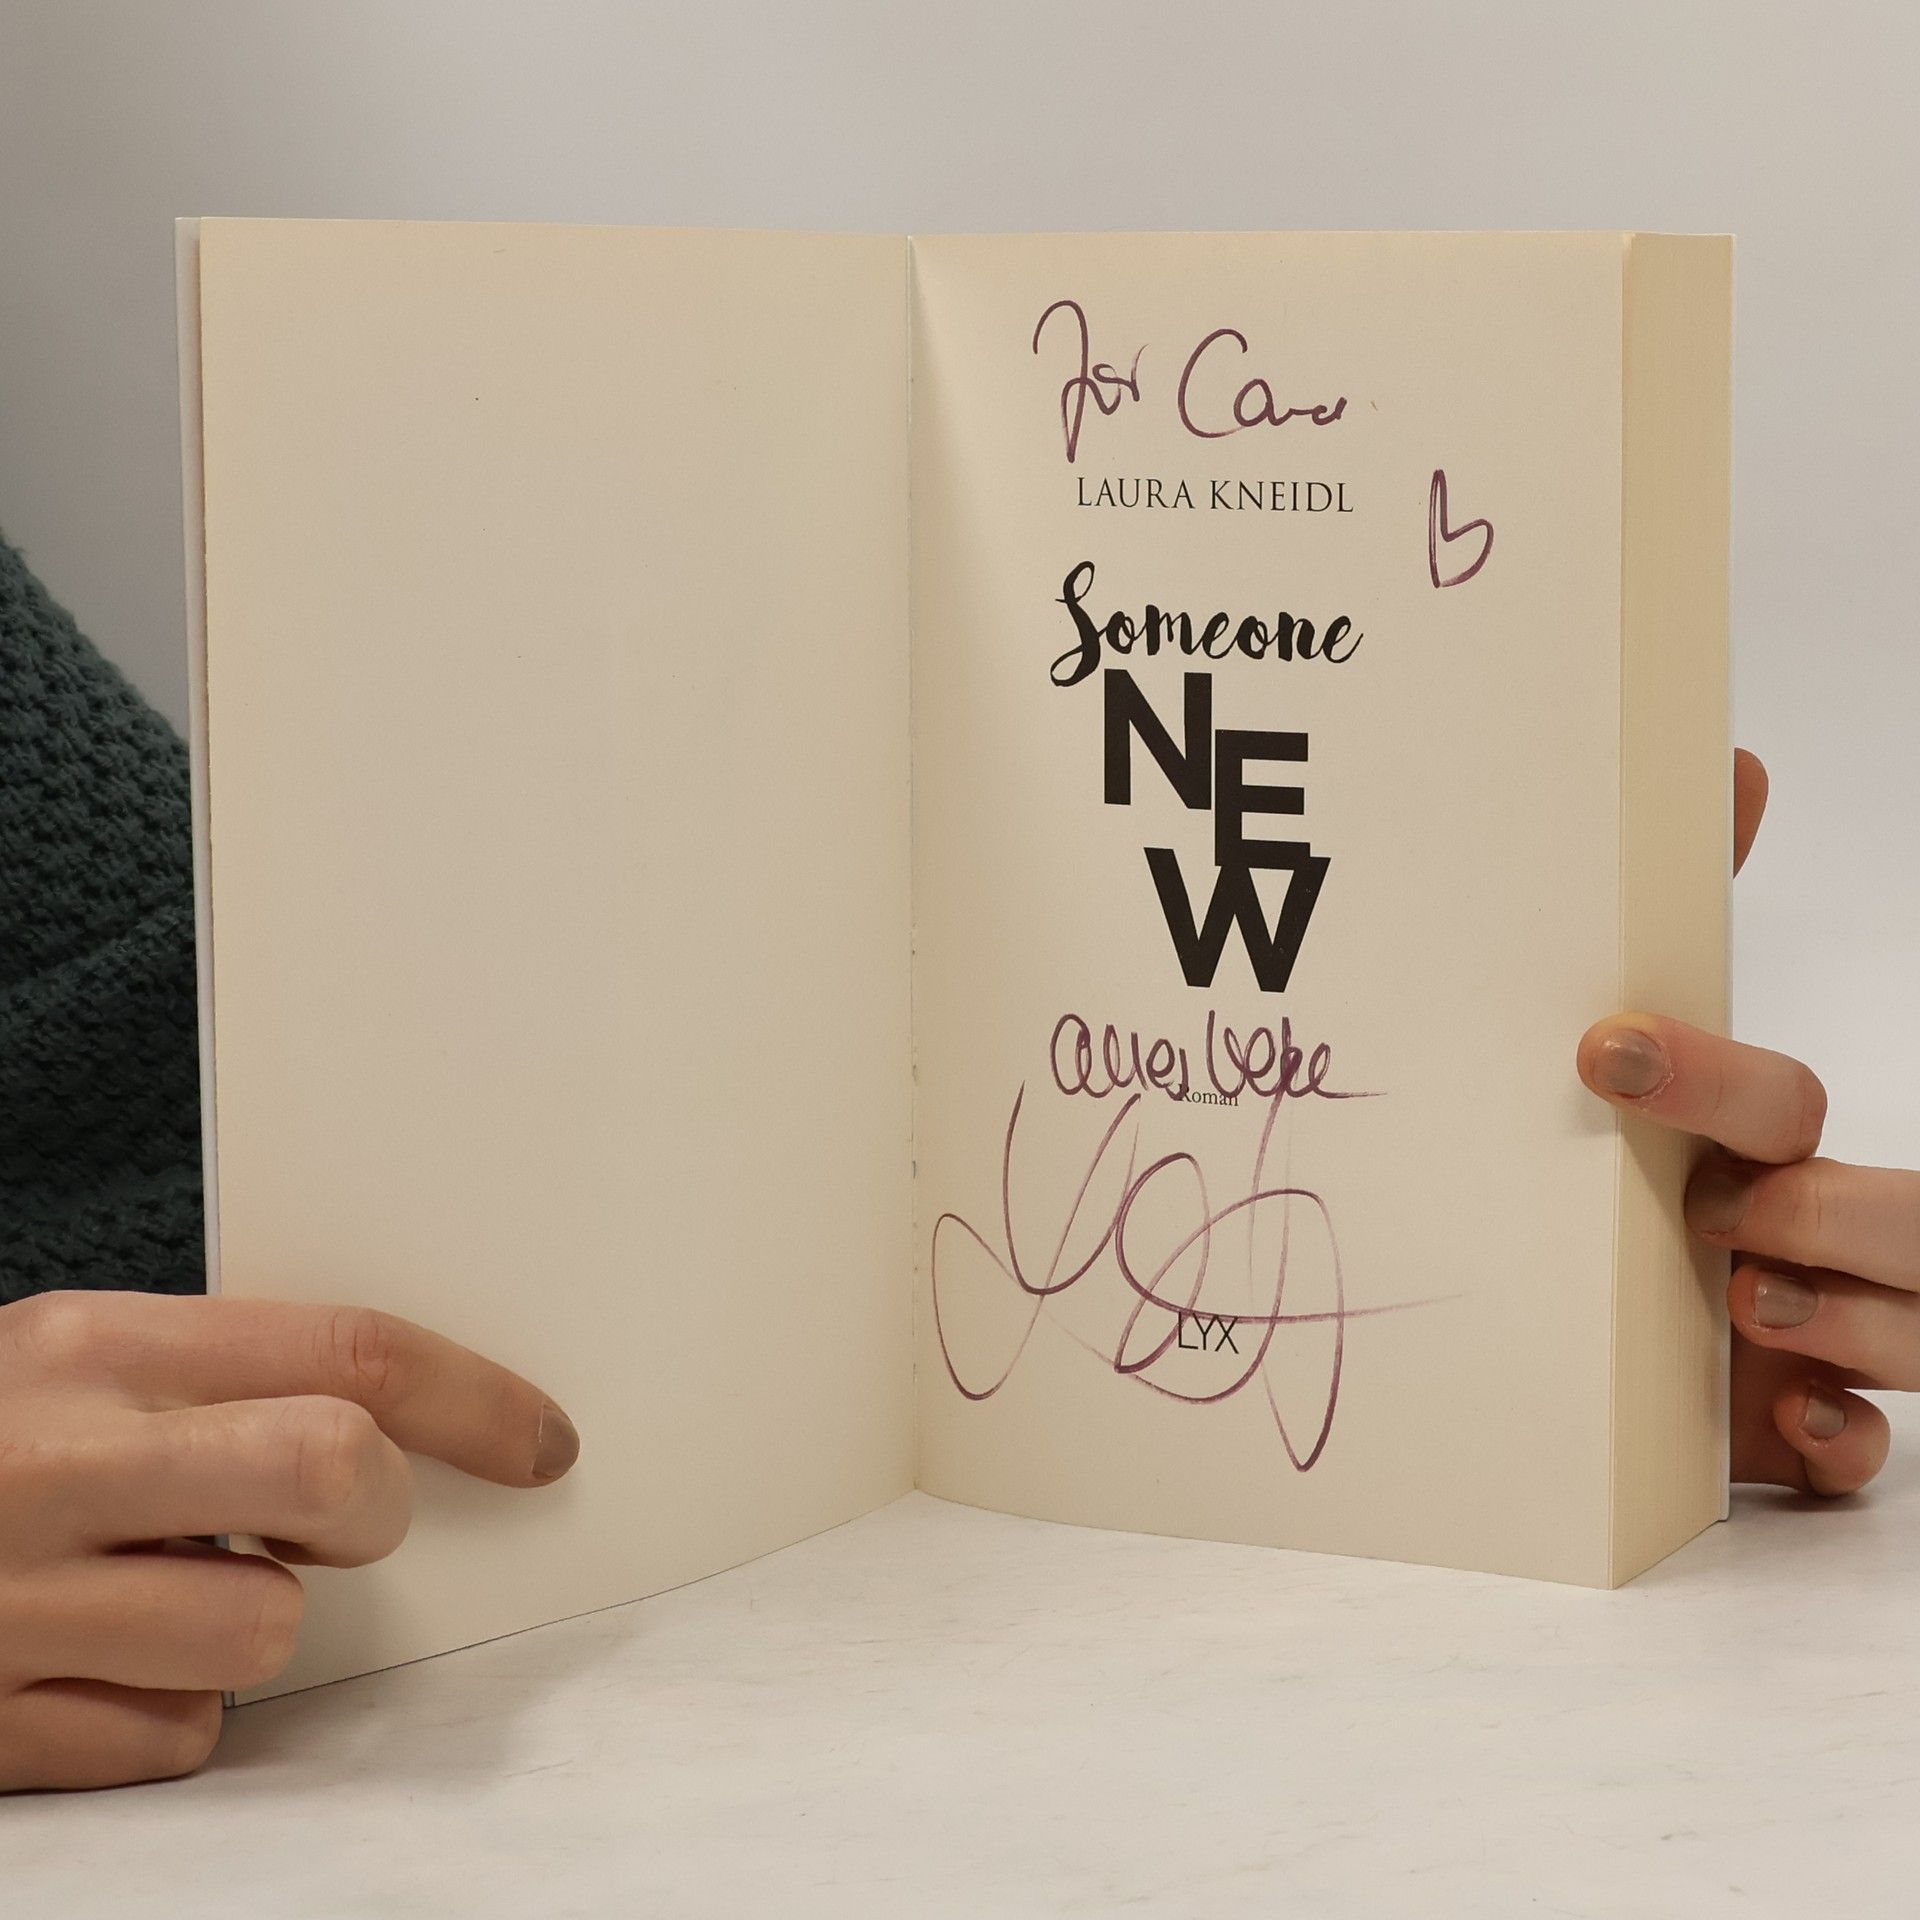 Für Cara
LAURA KNEIDL
Someone
NEW
alles Liebe
Roman
LYX